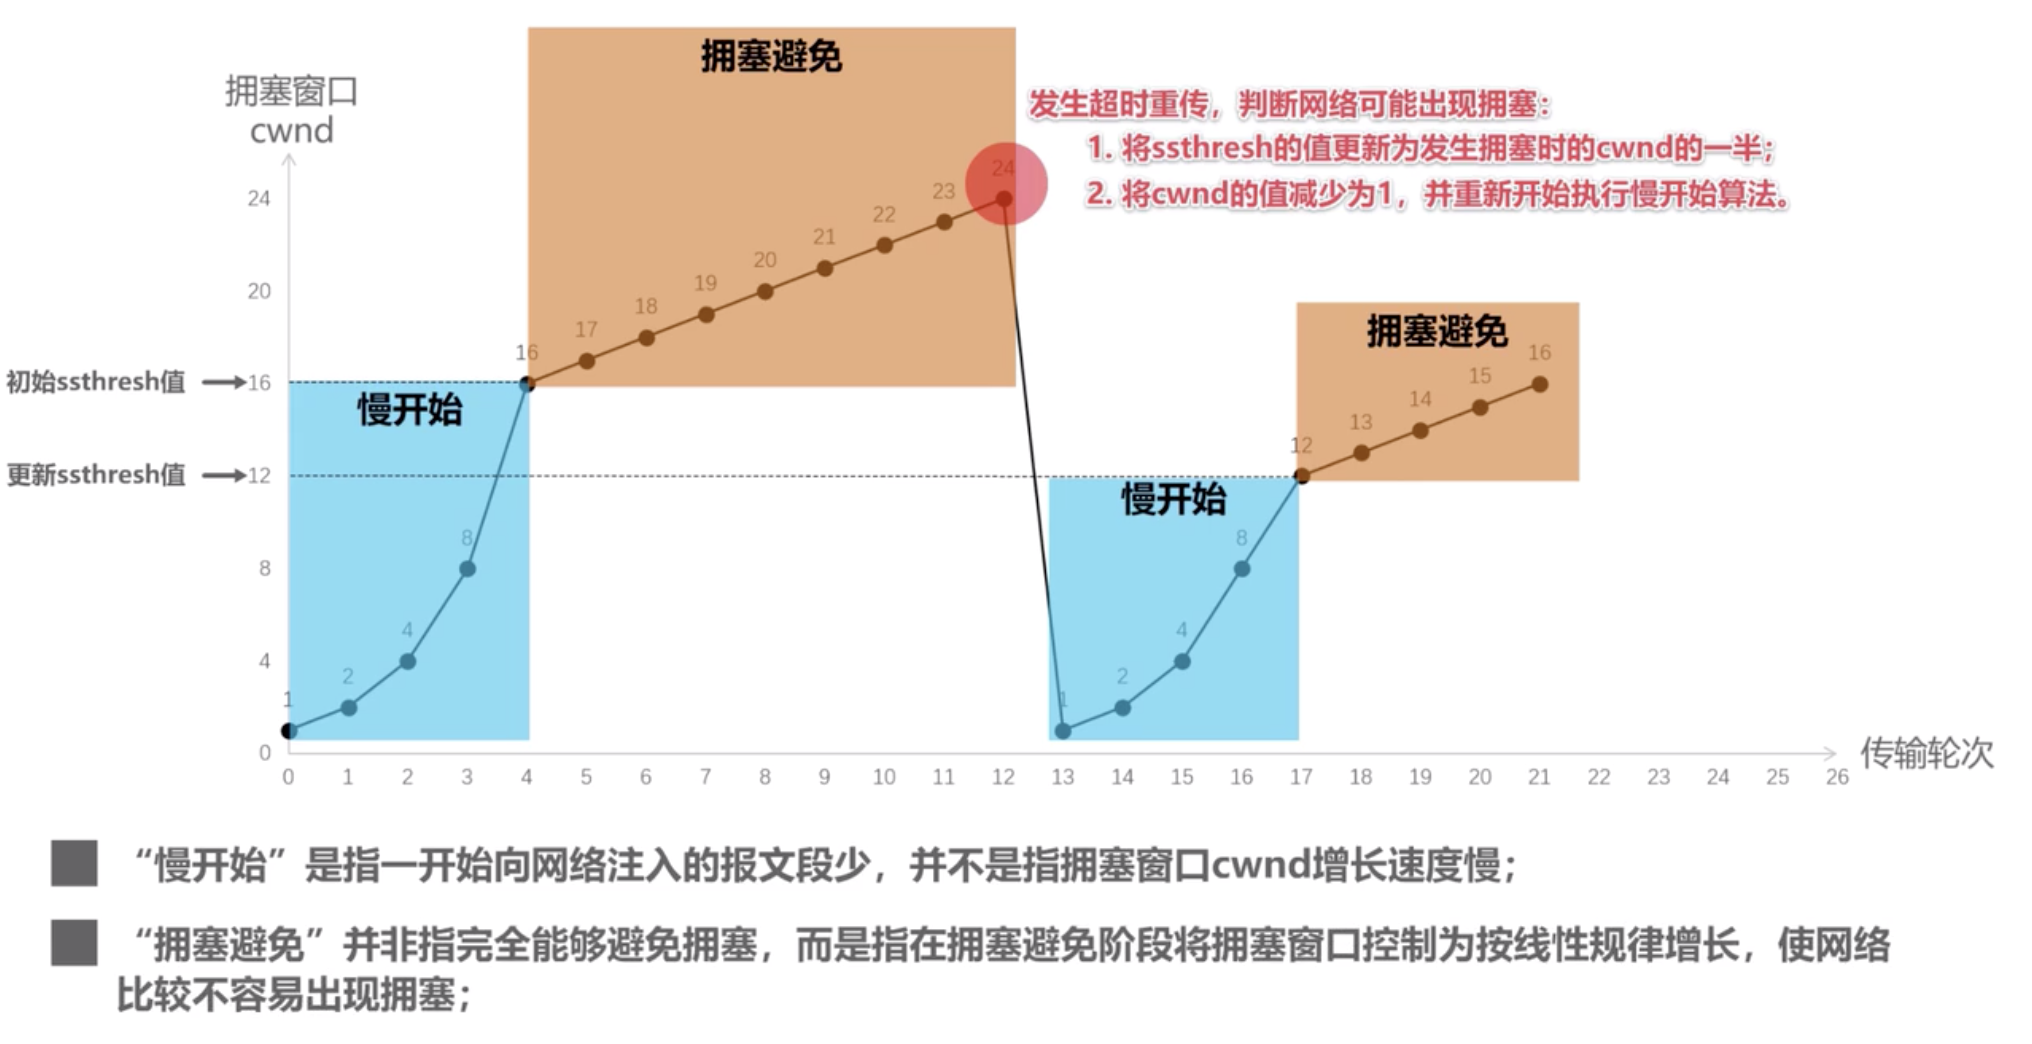 拥塞避免
拥塞窗口
cwnd
发生超时重传，判断网络可能出现拥塞：
1. 将ssthresh的值更新为发生拥塞时的cwnd的一半；
2. 将cwnd的值减少为1，并重新开始执行慢开始算法。
24
24
23
22
21
20
19
18
17
16
20
拥塞避免
16
15
14
13
12
初始ssthresh值
16
慢开始
更新ssthresh值
12
慢开始
8
8
8
4
4
4
2
2
1
1
0
0 1 2 3 4 5 6 7 8 9 10 11 12 13 14 15 16 17 18 19 20 21 22 23 24 25 26
传输轮次
“慢开始”是指一开始向网络注入的报文段少，并不是指拥塞窗口cwnd增长速度慢；
“拥塞避免”并非指完全能够避免拥塞，而是指在拥塞避免阶段将拥塞窗口控制为按线性规律增长，使网络
比较不容易出现拥塞；